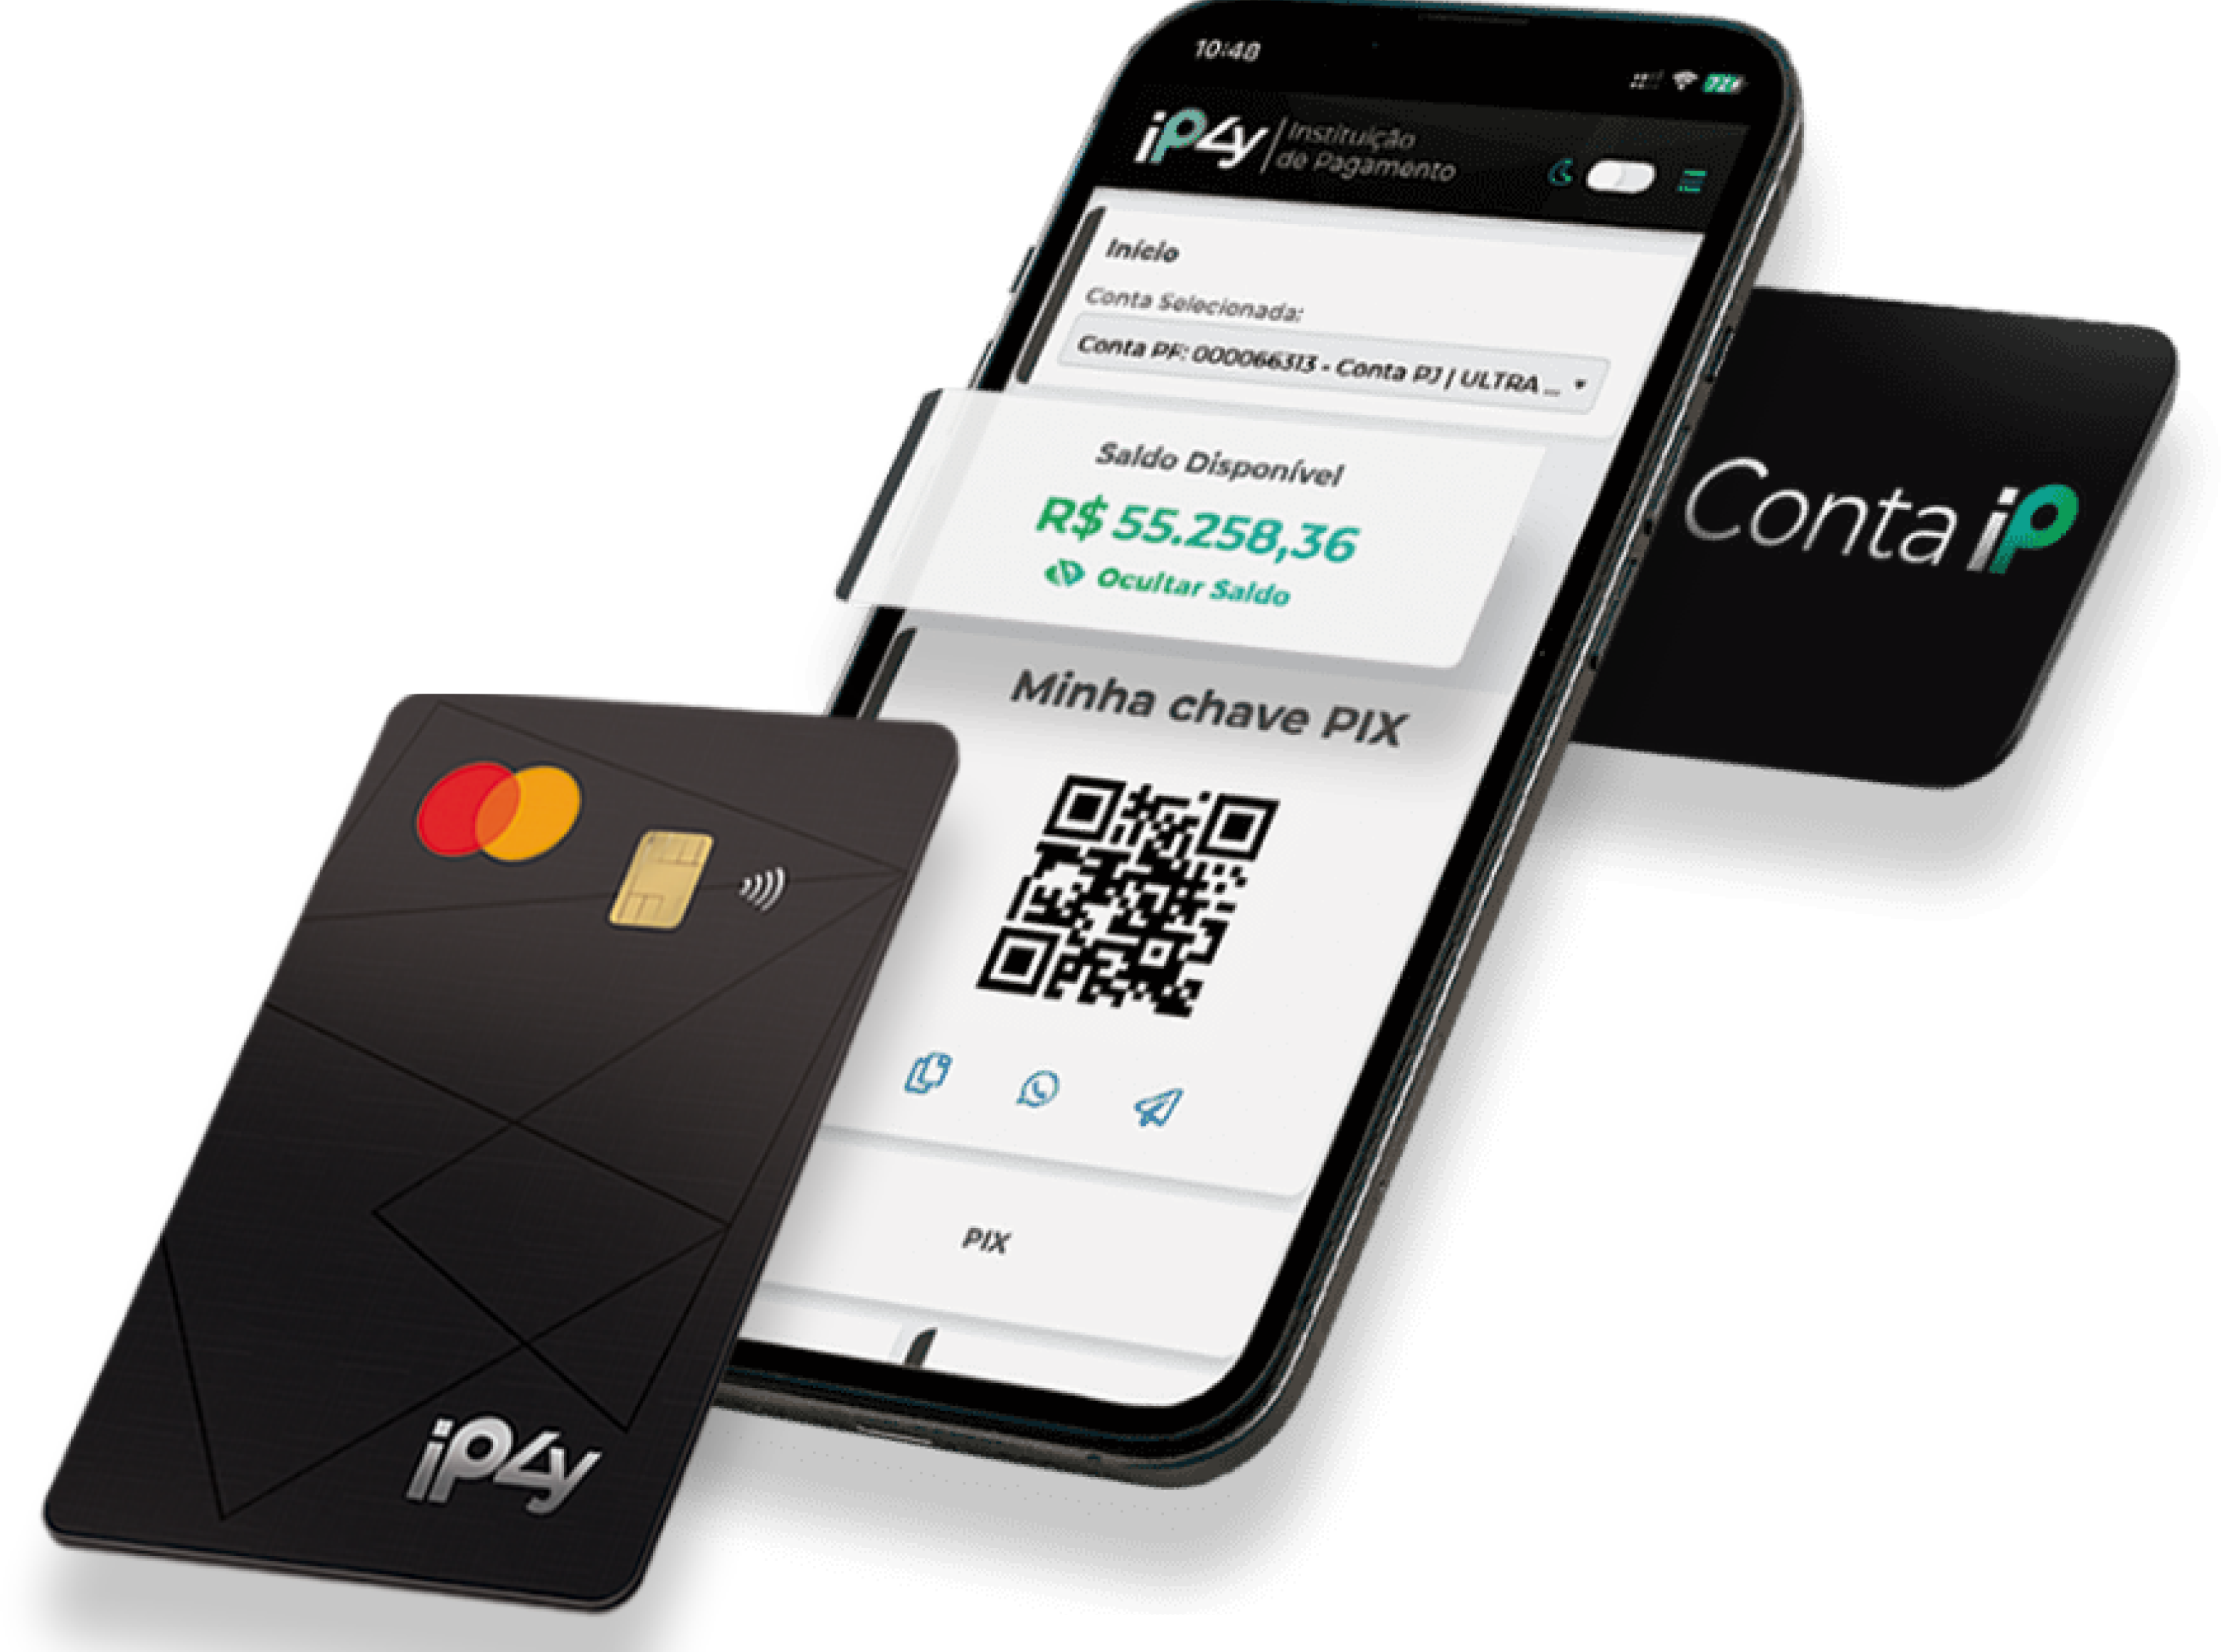 10:48
iP4y | Instituição
de Pagamento
Início
Conta Selecionada:
Conta PF: 000066313 - Conta PJ | ULTRA ...
Saldo Disponível
R$ 55.258,36
Ocultar Saldo
Minha chave PIX
PIX
Conta iP
iP4y